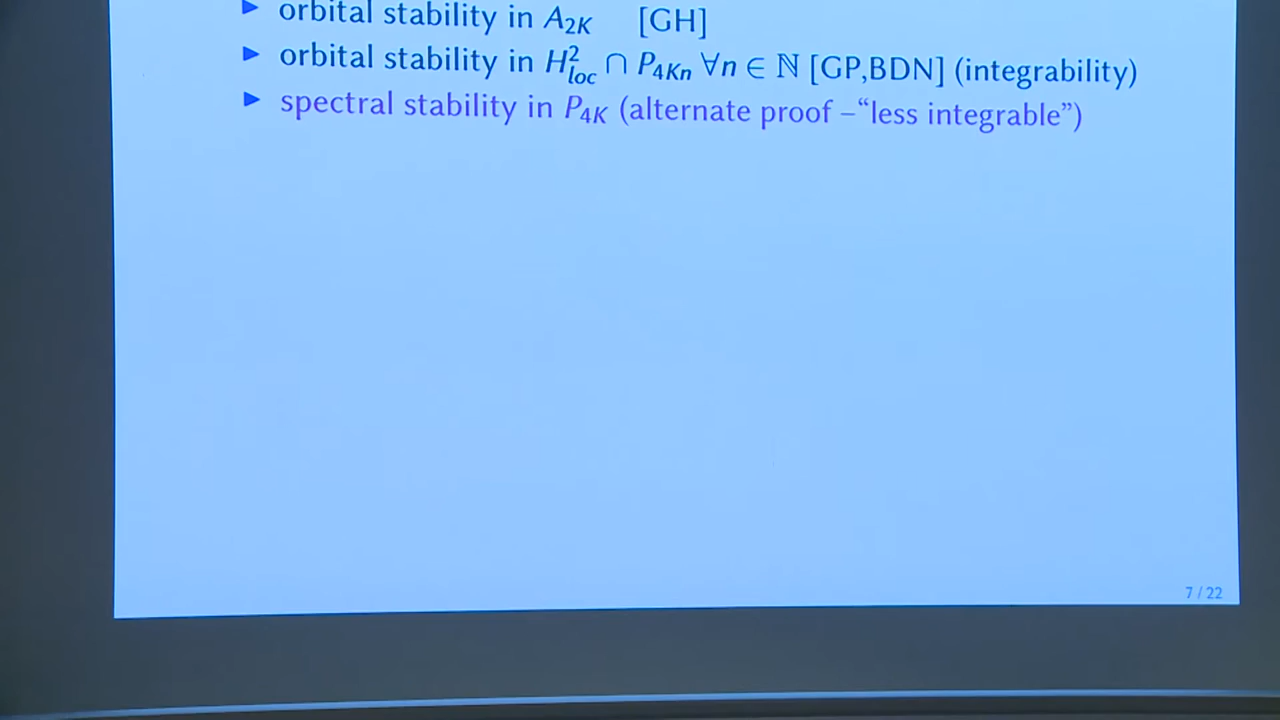 ▶ orbital stability in A_{2K} [GH]
▶ orbital stability in H^2_{loc} ∩ P_{4Kn} ∀n ∈ ℕ [GP,BDN] (integrability)
▶ spectral stability in P_{4K} (alternate proof –“less integrable”)
7 / 22